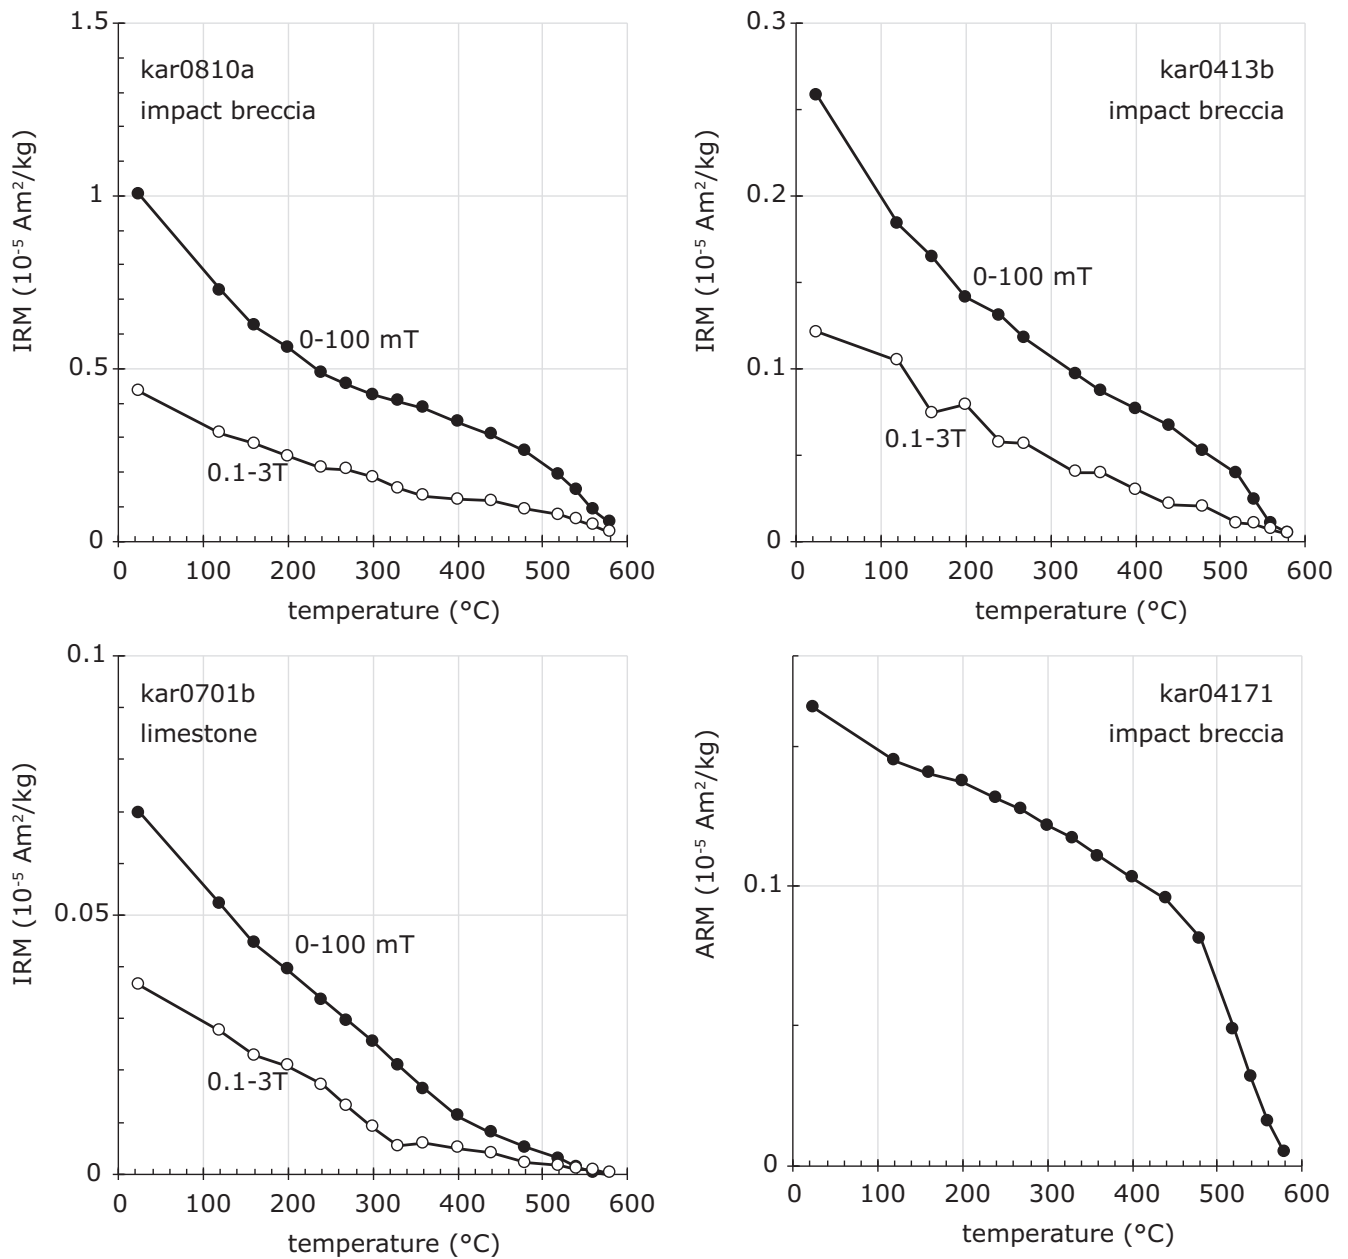 1.5
kar0810a
impact breccia
1
0-100 mT
0.5
0.1-3T
0
0 100 200 300 400 500 600
temperature (°C)
IRM (10⁻⁵ Am²/kg)
0.3
kar0413b
impact breccia
0.2
0-100 mT
0.1
0.1-3T
0
0 100 200 300 400 500 600
temperature (°C)
IRM (10⁻⁵ Am²/kg)
0.1
kar0701b
limestone
0.05
0-100 mT
0.1-3T
0
0 100 200 300 400 500 600
temperature (°C)
IRM (10⁻⁵ Am²/kg)
kar04171
impact breccia
0.1
0
0 100 200 300 400 500 600
temperature (°C)
ARM (10⁻⁵ Am²/kg)